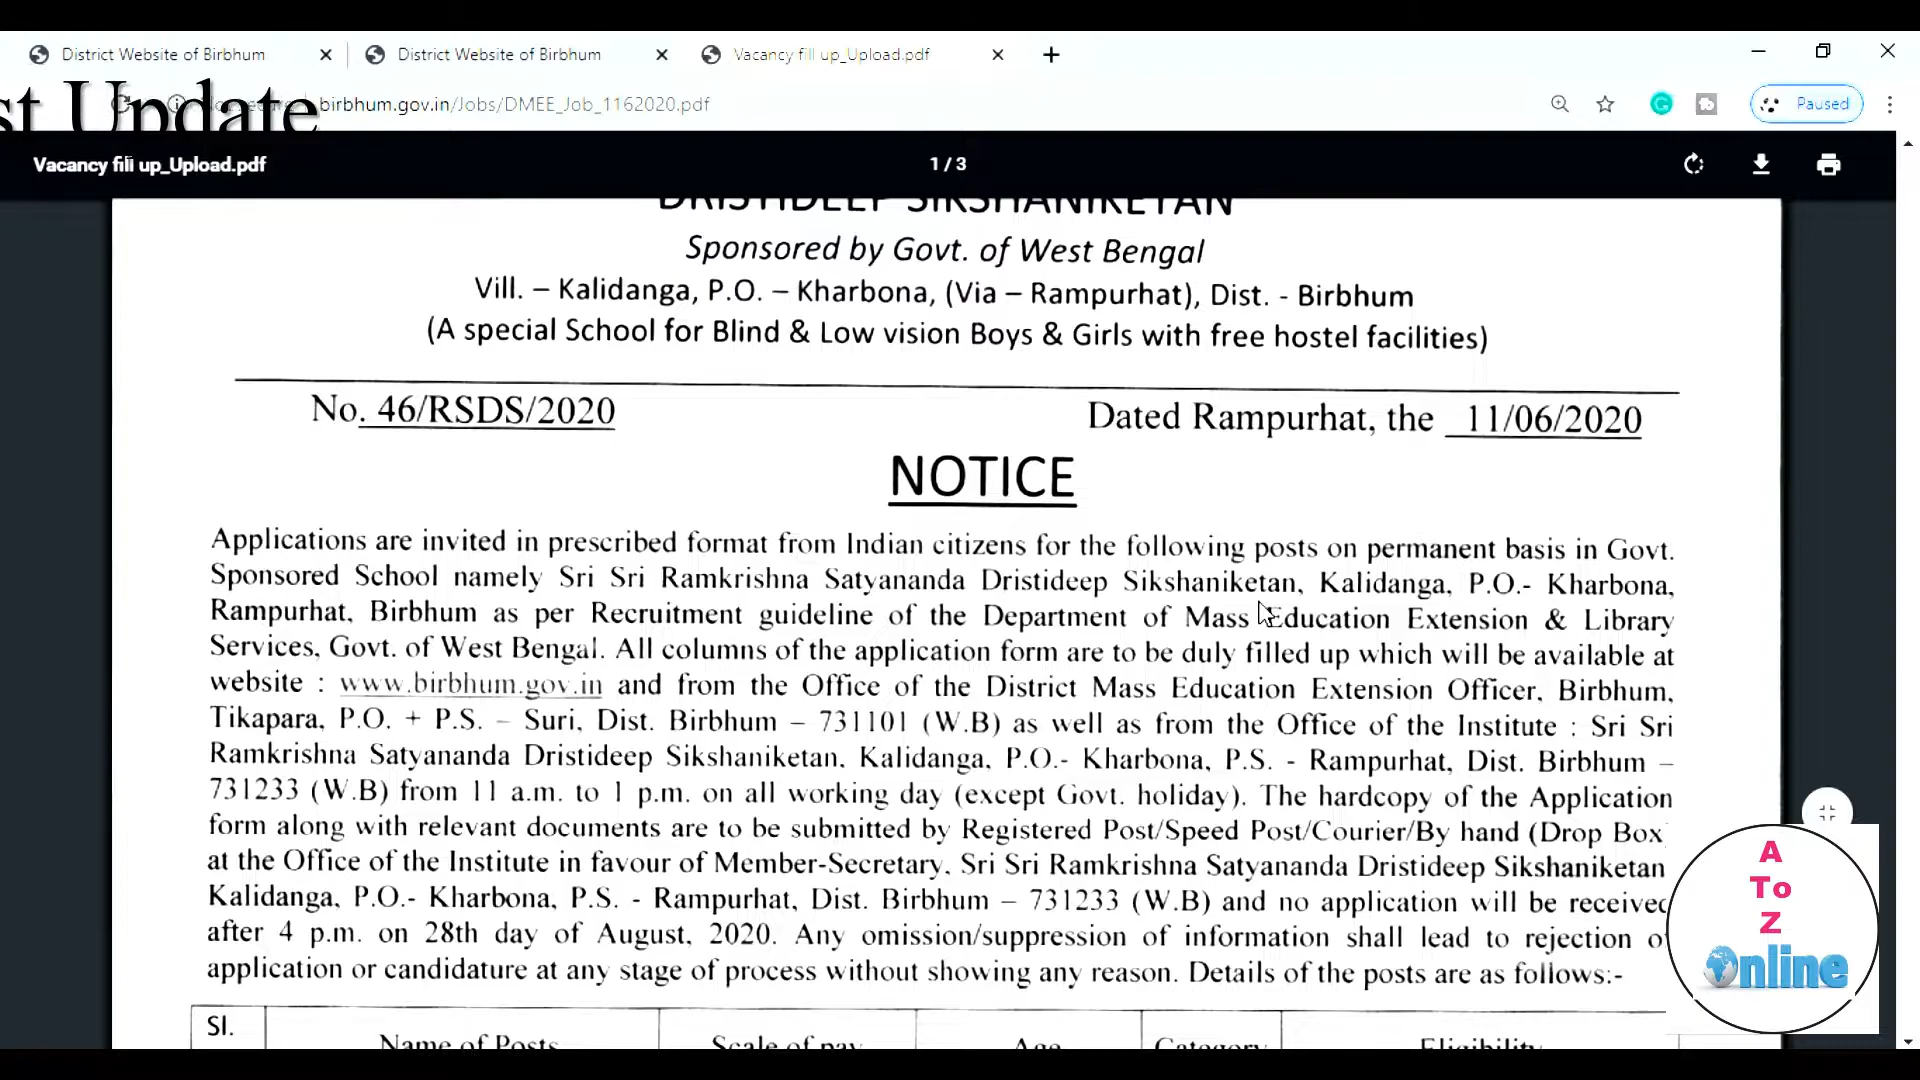 District Website of Birbhum
District Website of Birbhum
Vacancy fill up_Upload.pdf
st Update
birbhum.gov.in/Jobs/DMEE_Job_1162020.pdf
Paused
Vacancy fill up_Upload.pdf
1 / 3
DRISTIDEEP SIKSHANIKETAN
Sponsored by Govt. of West Bengal
Vill. – Kalidanga, P.O. – Kharbona, (Via – Rampurhat), Dist. - Birbhum
(A special School for Blind & Low vision Boys & Girls with free hostel facilities)
No. 46/RSDS/2020
Dated Rampurhat, the 11/06/2020
NOTICE
Applications are invited in prescribed format from Indian citizens for the following posts on permanent basis in Govt.
Sponsored School namely Sri Sri Ramkrishna Satyananda Dristideep Sikshaniketan, Kalidanga, P.O.- Kharbona,
Rampurhat, Birbhum as per Recruitment guideline of the Department of Mass Education Extension & Library
Services, Govt. of West Bengal. All columns of the application form are to be duly filled up which will be available at
website : www.birbhum.gov.in and from the Office of the District Mass Education Extension Officer, Birbhum,
Tikapara, P.O. + P.S. – Suri, Dist. Birbhum – 731101 (W.B) as well as from the Office of the Institute : Sri Sri
Ramkrishna Satyananda Dristideep Sikshaniketan, Kalidanga, P.O.- Kharbona, P.S. - Rampurhat, Dist. Birbhum –
731233 (W.B) from 11 a.m. to 1 p.m. on all working day (except Govt. holiday). The hardcopy of the Application
form along with relevant documents are to be submitted by Registered Post/Speed Post/Courier/By hand (Drop Box
at the Office of the Institute in favour of Member-Secretary, Sri Sri Ramkrishna Satyananda Dristideep Sikshaniketan
Kalidanga, P.O.- Kharbona, P.S. - Rampurhat, Dist. Birbhum – 731233 (W.B) and no application will be received
after 4 p.m. on 28th day of August, 2020. Any omission/suppression of information shall lead to rejection of
application or candidature at any stage of process without showing any reason. Details of the posts are as follows:-
Sl.
Name of Posts
Scale of pay
Age
Category
Eligibility
A
To
Z
Online